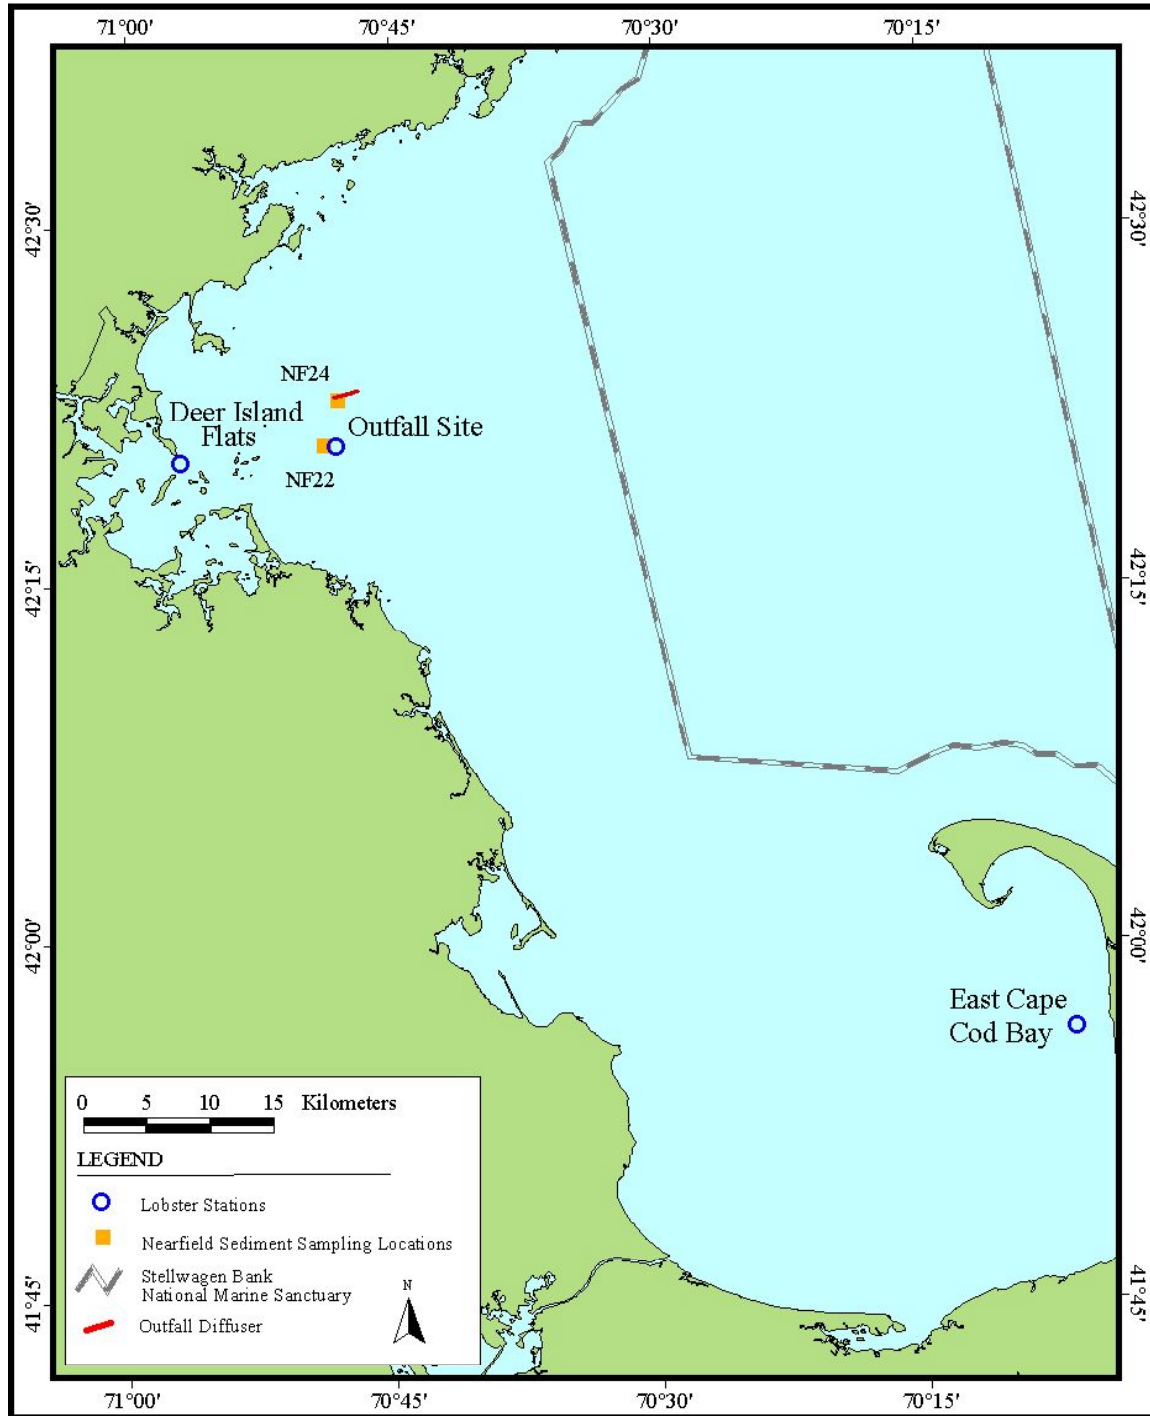 71°00'
70°45'
70°30'
70°15'
42°30'
42°30'
NF24
Deer Island
Flats
Outfall Site
NF22
42°15'
42°15'
42°00'
42°00'
East Cape
Cod Bay
0 5 10 15 Kilometers
LEGEND
Lobster Stations
Nearfield Sediment Sampling Locations
Stellwagen Bank
National Marine Sanctuary
N
Outfall Diffuser
41°45'
41°45'
71°00'
70°45'
70°30'
70°15'